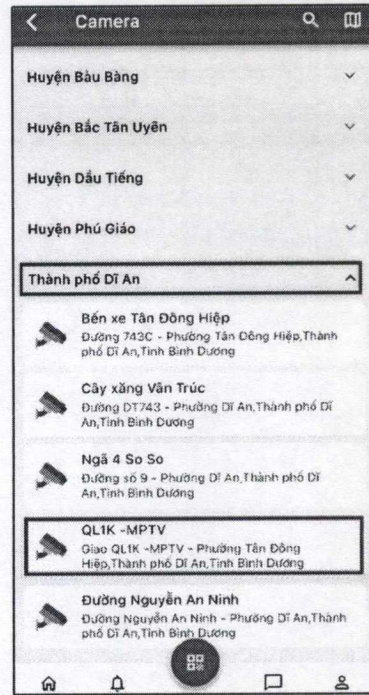 Camera
Huyện Bàu Bàng
Huyện Bắc Tân Uyên
Huyện Dầu Tiếng
Huyện Phú Giáo
Thành phố Dĩ An
Bến xe Tân Đông Hiệp
Đường 743C - Phường Tân Đông Hiệp,Thành
phố Dĩ An,Tỉnh Bình Dương
Cây xăng Vân Trúc
Đường DT743 - Phường Dĩ An,Thành phố Dĩ
An,Tỉnh Bình Dương
Ngã 4 So So
Đường số 9 - Phường Dĩ An,Thành phố Dĩ
An,Tỉnh Bình Dương
QL1K -MPTV
Giao QL1K -MPTV - Phường Tân Đông
Hiệp,Thành phố Dĩ An,Tỉnh Bình Dương
Đường Nguyễn An Ninh
Đường Nguyễn An Ninh - Phường Dĩ An,Thành
phố Dĩ An,Tỉnh Bình Dương